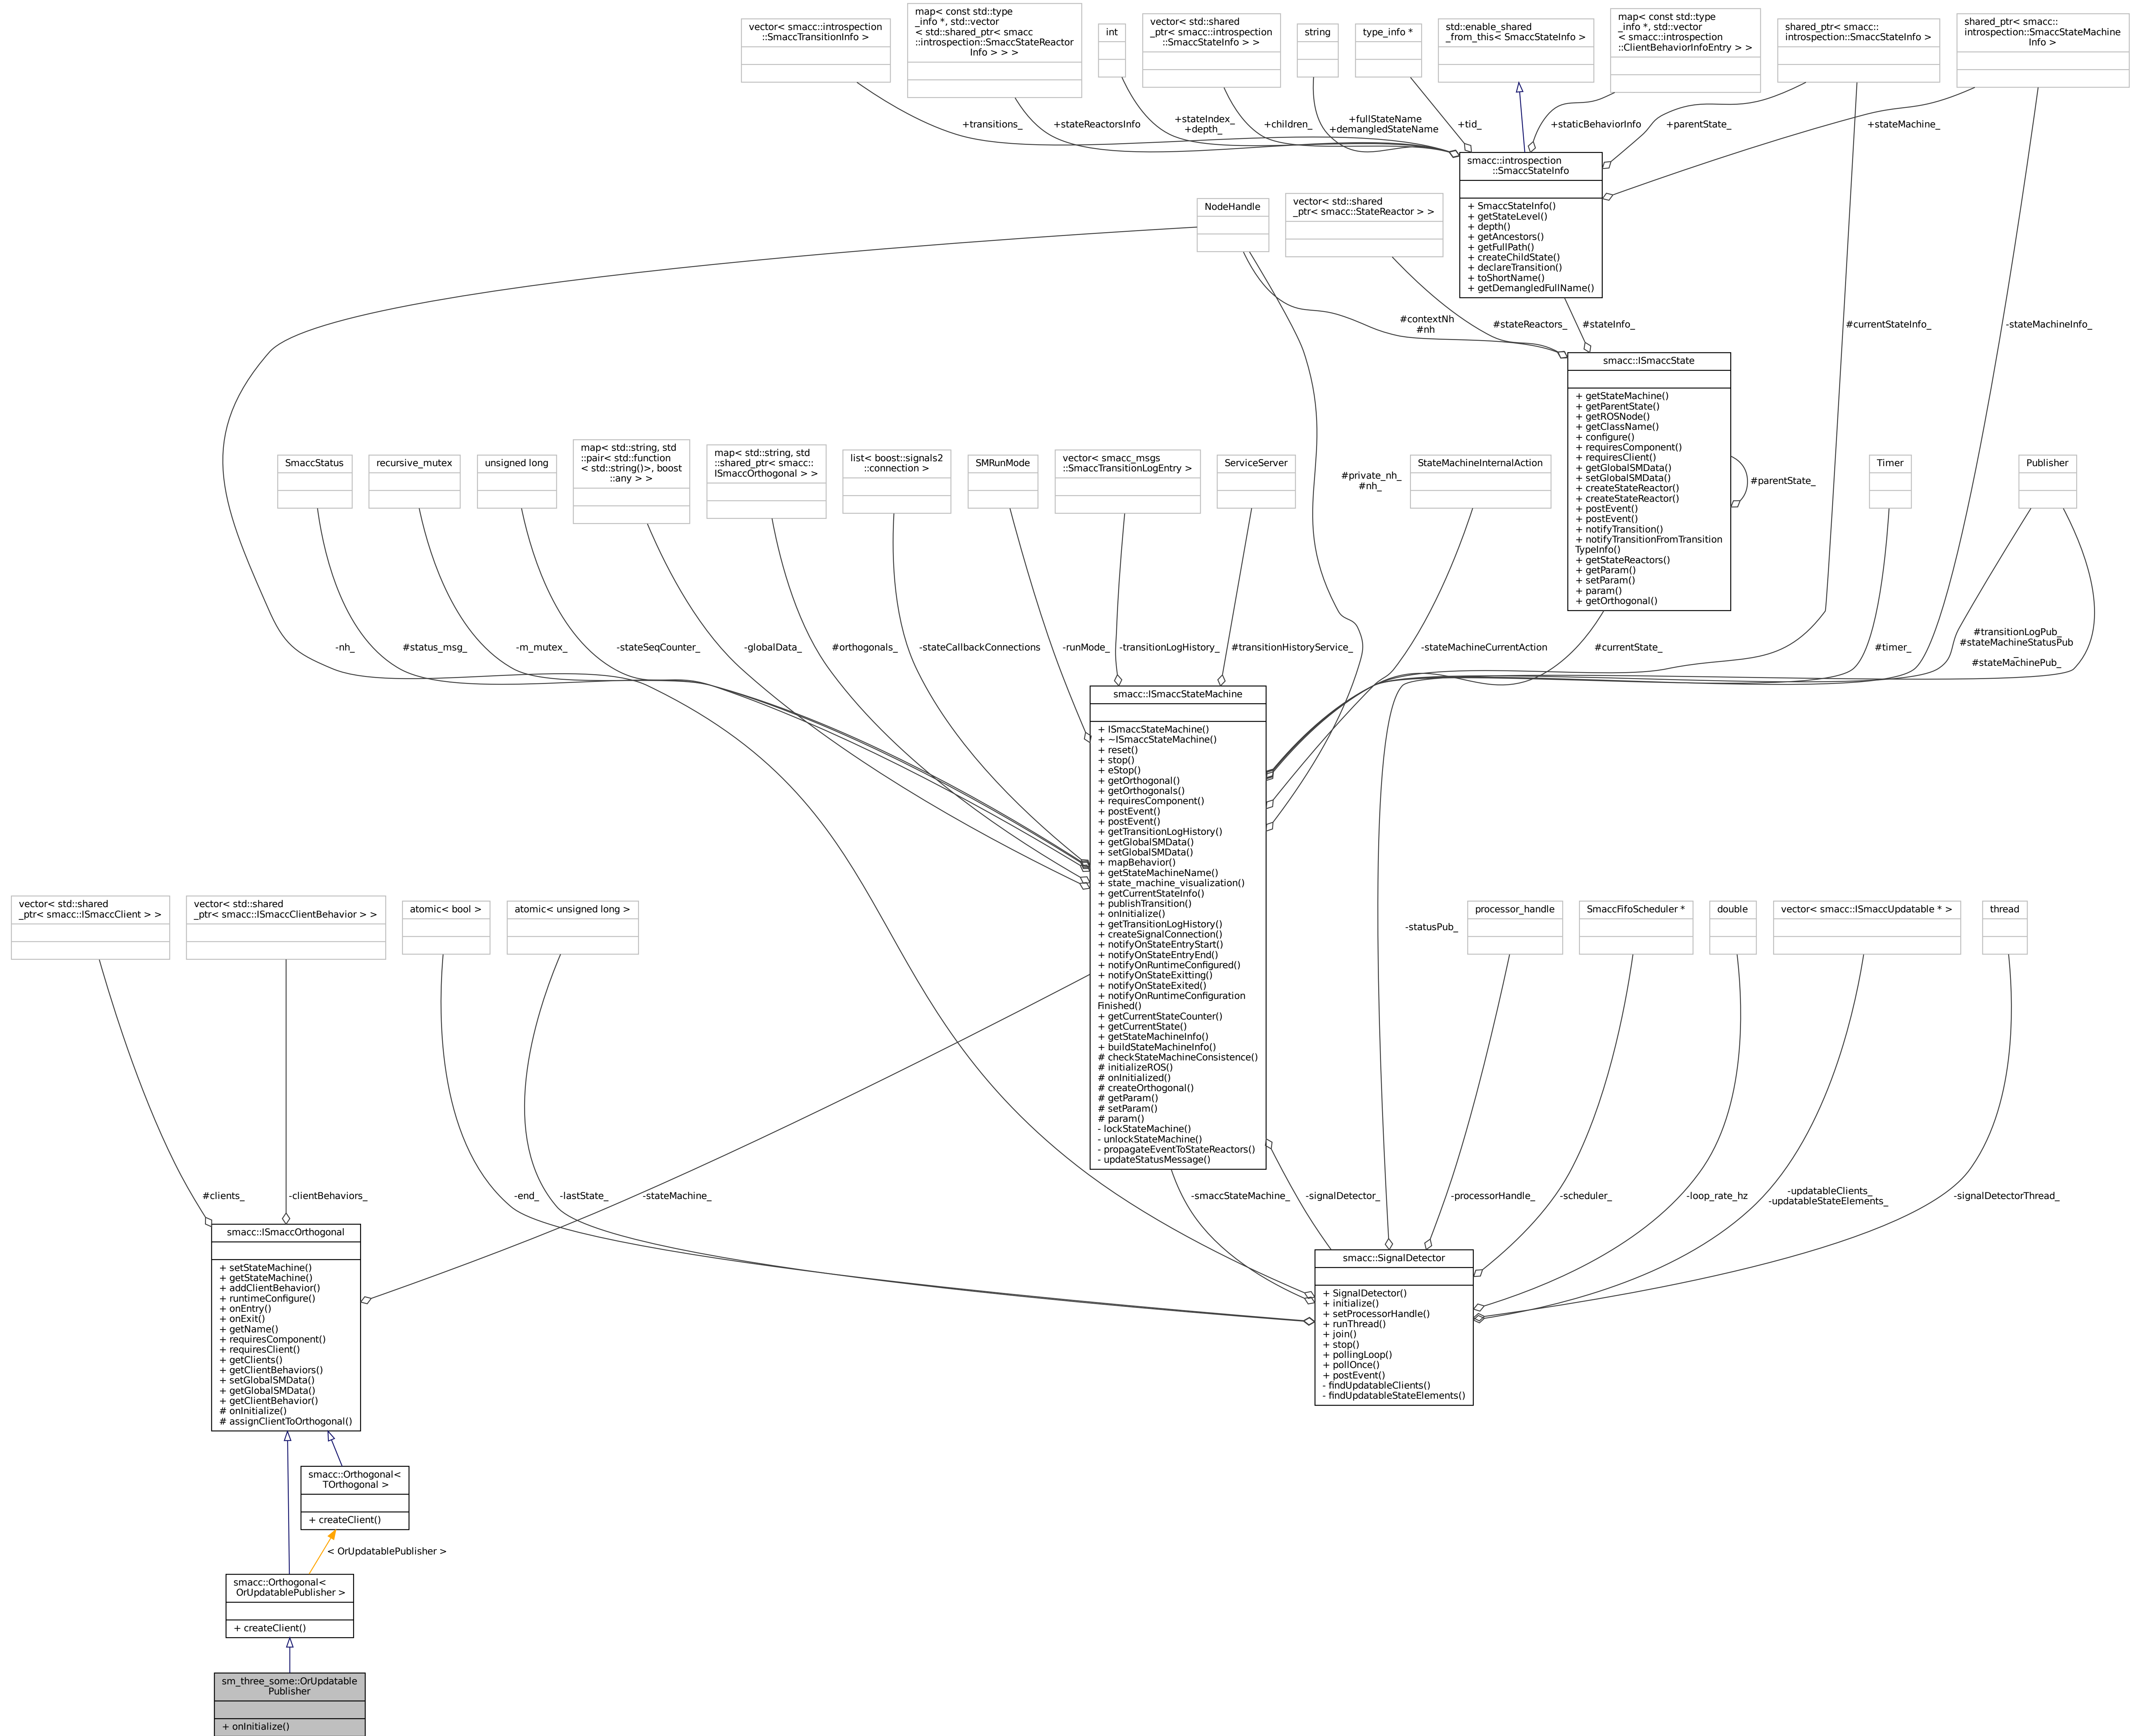 vector< smacc::introspection
::SmaccTransitionInfo >
map< const std::type
_info *, std::vector
< std::shared_ptr< smacc
::introspection::SmaccStateReactor
Info > > >
int
vector< std::shared
_ptr< smacc::introspection
::SmaccStateInfo > >
string
type_info *
std::enable_shared
_from_this< SmaccStateInfo >
map< const std::type
_info *, std::vector
< smacc::introspection
::ClientBehaviorInfoEntry > >
shared_ptr< smacc::
introspection::SmaccStateInfo >
shared_ptr< smacc::
introspection::SmaccStateMachine
Info >
+transitions_
+stateReactorsInfo
+stateIndex_
+depth_
+children_
+fullStateName
+demangledStateName
+tid_
+staticBehaviorInfo
+parentState_
+stateMachine_
smacc::introspection
::SmaccStateInfo
+ SmaccStateInfo()
+ getStateLevel()
+ depth()
+ getAncestors()
+ getFullPath()
+ createChildState()
+ declareTransition()
+ toShortName()
+ getDemangledFullName()
NodeHandle
vector< std::shared
_ptr< smacc::StateReactor > >
#contextNh
#nh
#stateReactors_
#stateInfo_
#currentStateInfo_
-stateMachineInfo_
smacc::ISmaccState
+ getStateMachine()
+ getParentState()
+ getROSNode()
+ getClassName()
+ configure()
+ requiresComponent()
+ requiresClient()
+ getGlobalSMData()
+ setGlobalSMData()
+ createStateReactor()
+ createStateReactor()
+ postEvent()
+ postEvent()
+ notifyTransition()
+ notifyTransitionFromTransition
TypeInfo()
+ getStateReactors()
+ getParam()
+ setParam()
+ param()
+ getOrthogonal()
#parentState_
SmaccStatus
recursive_mutex
unsigned long
map< std::string, std
::pair< std::function
< std::string()>, boost
::any > >
map< std::string, std
::shared_ptr< smacc::
ISmaccOrthogonal > >
list< boost::signals2
::connection >
SMRunMode
vector< smacc_msgs
::SmaccTransitionLogEntry >
ServiceServer
#private_nh_
#nh_
StateMachineInternalAction
Timer
Publisher
-nh_
#status_msg_
-m_mutex_
-stateSeqCounter_
-globalData_
#orthogonals_
-stateCallbackConnections
-runMode_
-transitionLogHistory_
#transitionHistoryService_
-stateMachineCurrentAction
#currentState_
#timer_
#transitionLogPub_
#stateMachineStatusPub
_
#stateMachinePub_
smacc::ISmaccStateMachine
+ ISmaccStateMachine()
+ ~ISmaccStateMachine()
+ reset()
+ stop()
+ eStop()
+ getOrthogonal()
+ getOrthogonals()
+ requiresComponent()
+ postEvent()
+ postEvent()
+ getTransitionLogHistory()
+ getGlobalSMData()
+ setGlobalSMData()
+ mapBehavior()
+ getStateMachineName()
+ state_machine_visualization()
+ getCurrentStateInfo()
+ publishTransition()
+ onInitialize()
+ getTransitionLogHistory()
+ createSignalConnection()
+ notifyOnStateEntryStart()
+ notifyOnStateEntryEnd()
+ notifyOnRuntimeConfigured()
+ notifyOnStateExitting()
+ notifyOnStateExited()
+ notifyOnRuntimeConfiguration
Finished()
+ getCurrentStateCounter()
+ getCurrentState()
+ getStateMachineInfo()
+ buildStateMachineInfo()
# checkStateMachineConsistence()
# initializeROS()
# onInitialized()
# createOrthogonal()
# getParam()
# setParam()
# param()
- lockStateMachine()
- unlockStateMachine()
- propagateEventToStateReactors()
- updateStatusMessage()
vector< std::shared
_ptr< smacc::ISmaccClient > >
vector< std::shared
_ptr< smacc::ISmaccClientBehavior > >
atomic< bool >
atomic< unsigned long >
-statusPub_
processor_handle
SmaccFifoScheduler *
double
vector< smacc::ISmaccUpdatable * >
thread
#clients_
-clientBehaviors_
-end_
-lastState_
-stateMachine_
-smaccStateMachine_
-signalDetector_
-processorHandle_
-scheduler_
-loop_rate_hz
-updatableClients_
-updatableStateElements_
-signalDetectorThread_
smacc::ISmaccOrthogonal
+ setStateMachine()
+ getStateMachine()
+ addClientBehavior()
+ runtimeConfigure()
+ onEntry()
+ onExit()
+ getName()
+ requiresComponent()
+ requiresClient()
+ getClients()
+ getClientBehaviors()
+ setGlobalSMData()
+ getGlobalSMData()
+ getClientBehavior()
# onInitialize()
# assignClientToOrthogonal()
smacc::SignalDetector
+ SignalDetector()
+ initialize()
+ setProcessorHandle()
+ runThread()
+ join()
+ stop()
+ pollingLoop()
+ pollOnce()
+ postEvent()
- findUpdatableClients()
- findUpdatableStateElements()
smacc::Orthogonal<
TOrthogonal >
+ createClient()
< OrUpdatablePublisher >
smacc::Orthogonal<
OrUpdatablePublisher >
+ createClient()
sm_three_some::OrUpdatable
Publisher
+ onInitialize()